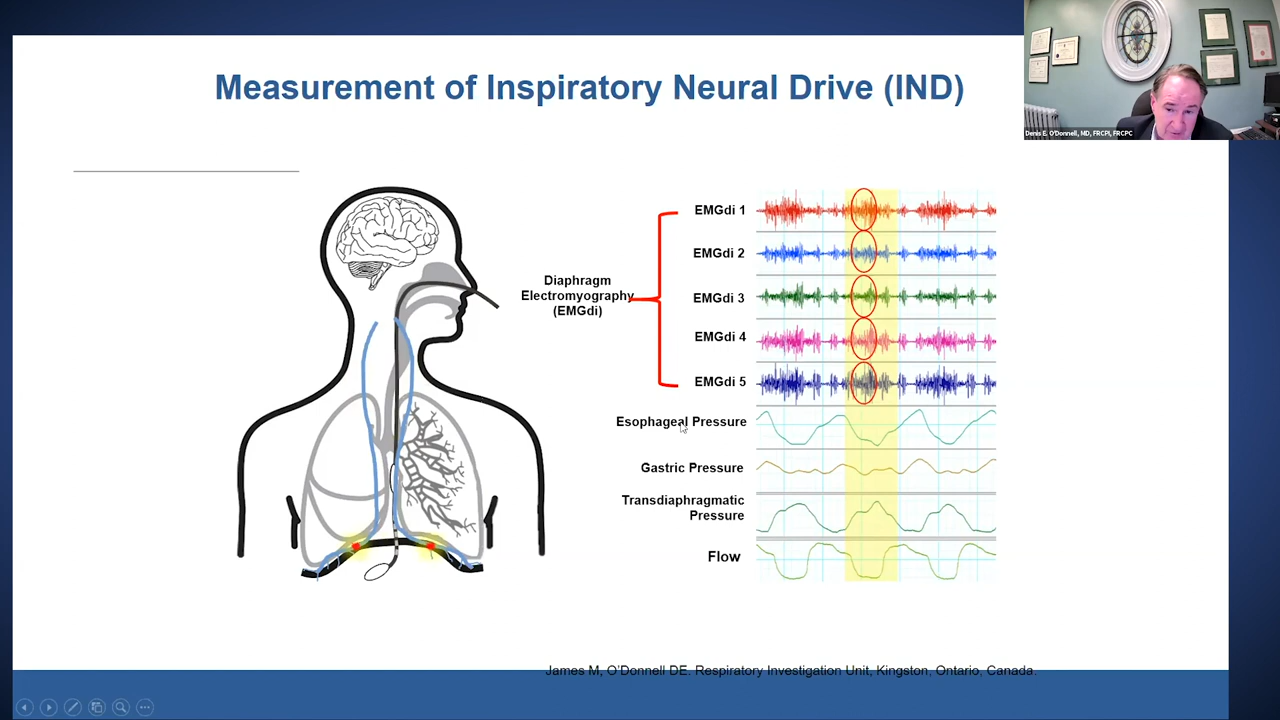 Measurement of Inspiratory Neural Drive (IND)
Denis E. O'Donnell, MD, FRCPI, FRCPC
Diaphragm
Electromyography
(EMGdi)
EMGdi 1
EMGdi 2
EMGdi 3
EMGdi 4
EMGdi 5
Esophageal Pressure
Gastric Pressure
Transdiaphragmatic
Pressure
Flow
James M, O'Donnell DE. Respiratory Investigation Unit, Kingston, Ontario, Canada.